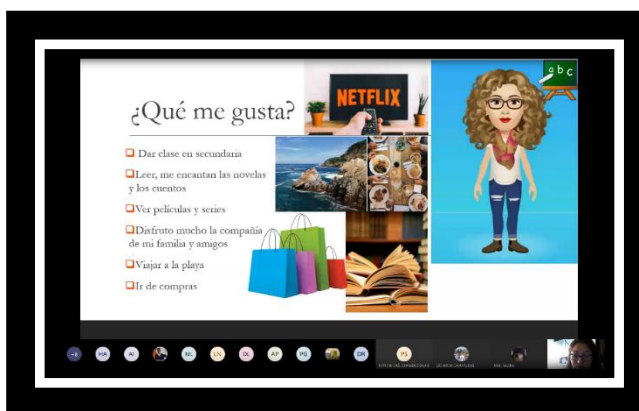 ¿Qué me gusta?
Dar clase en secundaria
Leer, me encantan las novelas
y los cuentos
Ver películas y series
Disfruto mucho la compañía
de mi familia y amigos
Viajar a la playa
Ir de compras
NETFLIX
a b c
HA
AI
NL
LN
DL
AP
PG
DR
PS